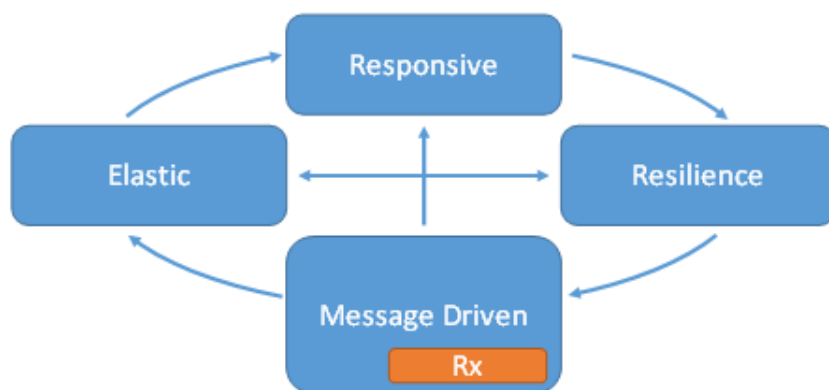 Responsive
Elastic
Resilience
Message Driven
Rx